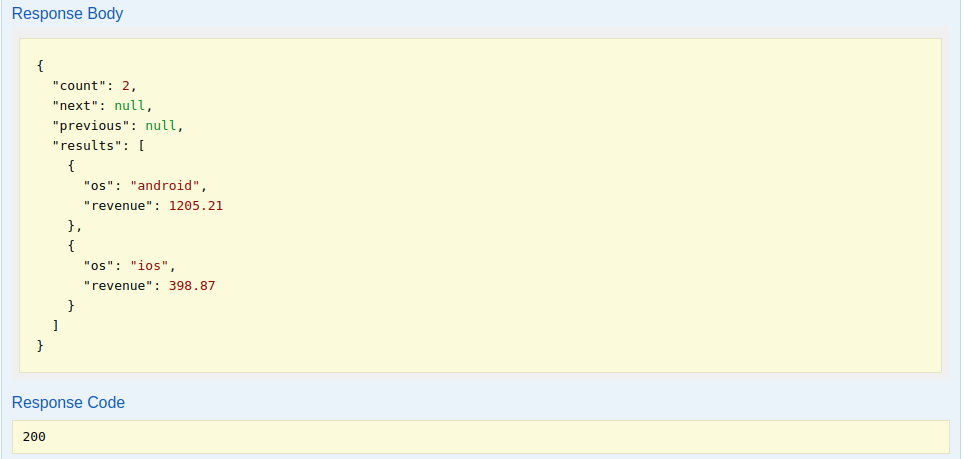 Response Body
{
"count": 2,
"next": null,
"previous": null,
"results": [
{
"os": "android",
"revenue": 1205.21
},
{
"os": "ios",
"revenue": 398.87
}
]
}
Response Code
200